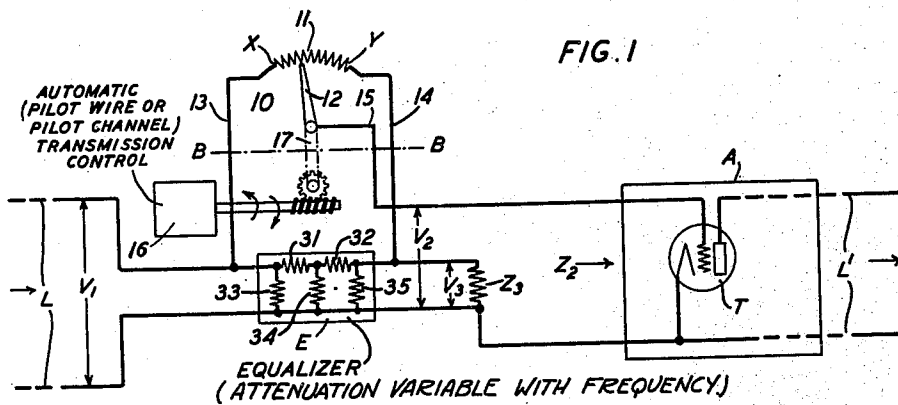 FIG. 1
11
X
Y
AUTOMATIC
(PILOT WIRE OR
PILOT CHANNEL)
TRANSMISSION
CONTROL
13
10
12
15
14
B
17
B
A
16
L
V1
31
32
33
34
35
E
V2
V3
Z3
Z2
T
L'
EQUALIZER
(ATTENUATION VARIABLE WITH FREQUENCY)